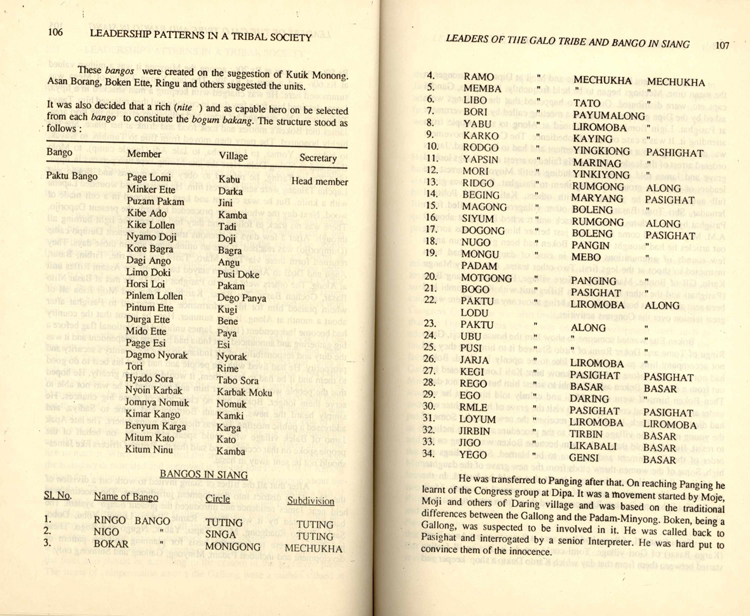 106 LEADERSHIP PATTERNS IN A TRIBAL SOCIETY
These bangos were created on the suggestion of Kutik Monong.
Asan Borang, Boken Ette, Ringu and others suggested the units.
It was also decided that a rich (nite ) and as capable hero on be selected
from each bango to constitute the bogum bakang. The structure stood as
follows :
Bango Member Village Secretary
Paktu Bango Page Lomi Kabu Head member
Minker Ette Darka
Puzam Pakam Jini
Kibe Ado Kamba
Kike Lollen Tadi
Nyamo Doji Doji
Kore Bagra Bagra
Dagi Ango Angu
Limo Doki Pusi Doke
Horsi Loi Pakam
Pinlem Lollen Dego Panya
Pintum Ette Kugi
Durga Ette Bene
Mido Ette Paya
Pagge Esi Esi
Dagmo Nyorak Nyorak
Tori Rime
Hyado Sora Tabo Sora
Nyoin Karbak Karbak Moku
Jomnya Nomuk Nomuk
Kimar Kango Kamki
Benyum Karga Karga
Mitum Kato Kato
Kitum Ninu Kamba
BANGOS IN SIANG
Sl. No. Name of Bango Circle Subdivision
1. RINGO BANGO TUTING TUTING
2. NIGO " SINGA TUTING
3. BOKAR " MONIGONG MECHUKHA
LEADERS OF THE GALO TRIBE AND BANGO IN SIANG 107
4. RAMO " MECHUKHA MECHUKHA
5. MEMBA " " "
6. LIBO " TATO "
7. BORI " PAYUMALONG
8. YABU " LIROMOBA "
9. KARKO " KAYING "
10. RODGO " YINGKIONG PASHIGHAT
11. YAPSIN " MARINAG "
12. MORI " YINKIYONG "
13. RIDGO " RUMGONG ALONG
14. BEGING " MARYANG PASIGHAT
15. MAGONG " BOLENG "
16. SIYUM " RUMGONG ALONG
17. DOGONG " BOLENG PASIGHAT
18. NUGO " PANGIN "
19. MONGU " MEBO "
PADAM
20. MOTGONG " PANGING "
21. BOGO " PASIGHAT "
22. PAKTU " LIROMOBA ALONG
LODU
23. PAKTU " ALONG "
24. UBU " " "
25. PUSI " " "
26. JARJA " LIROMOBA "
27. KEGI " PASIGHAT PASIGHAT
28. REGO " BASAR BASAR
29. EGO " DARING "
30. RMLE " PASIGHAT PASIGHAT
31. LOYUM " LIROMOBA LIROMOBA
32. JIRBIN " TIRBIN BASAR
33. JIGO " LIKABALI BASAR
34. YEGO " GENSI BASAR
He was transferred to Panging after that. On reaching Panging he
learnt of the Congress group at Dipa. It was a movement started by Moje,
Moji and others of Daring village and was based on the traditional
differences between the Gallong and the Padam-Minyong. Boken, being a
Gallong, was suspected to be involved in it. He was called back to
Pasighat and interrogated by a senior Interpreter. He was hard put to
convince them of the innocence.